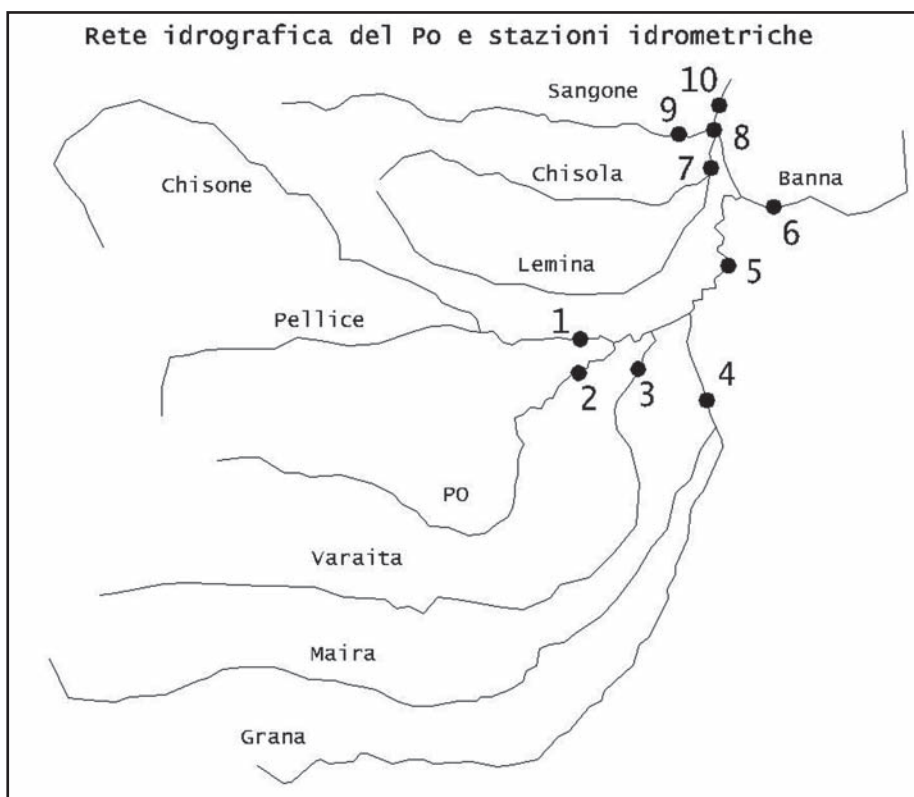 Rete idrografica del Po e stazioni idrometriche
10
Sangone
9
8
Chisola
7
Banna
Chisone
6
Lemina
5
Pellice
1
2
3
4
PO
Varaita
Maira
Grana